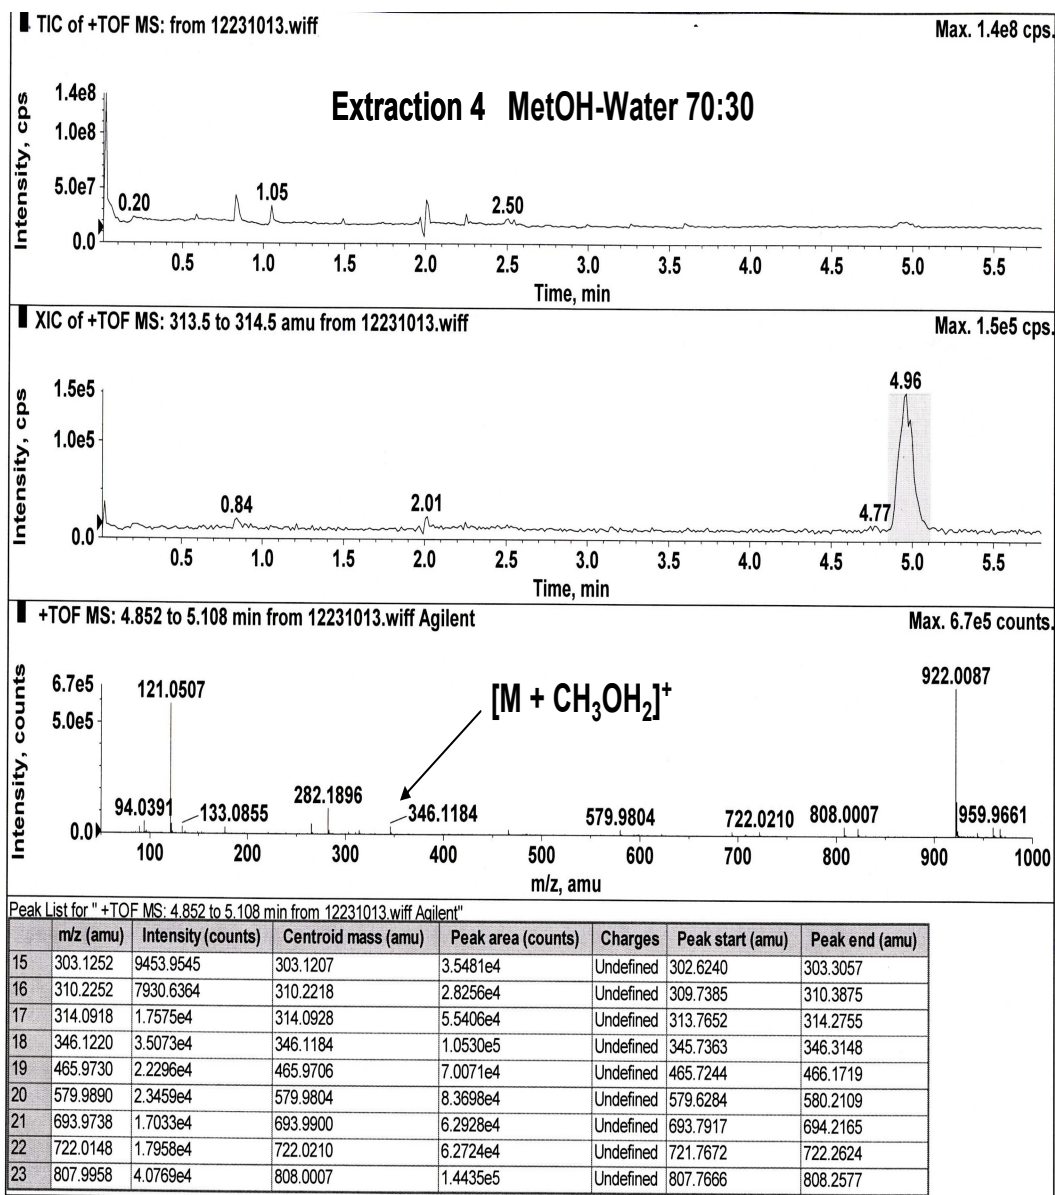 TIC of +TOF MS: from 12231013.wiff
Max. 1.4e8 cps.
Extraction 4 MetOH-Water 70:30
Intensity, cps
1.4e8
1.0e8
5.0e7
0.0
0.20
1.05
2.50
0.5 1.0 1.5 2.0 2.5 3.0 3.5 4.0 4.5 5.0 5.5
Time, min
XIC of +TOF MS: 313.5 to 314.5 amu from 12231013.wiff
Max. 1.5e5 cps.
Intensity, cps
1.5e5
1.0e5
0.0
0.84
2.01
4.77
4.96
0.5 1.0 1.5 2.0 2.5 3.0 3.5 4.0 4.5 5.0 5.5
Time, min
+TOF MS: 4.852 to 5.108 min from 12231013.wiff Agilent
Max. 6.7e5 counts.
Intensity, counts
6.7e5
5.0e5
0.0
[M + CH₃OH₂]⁺
94.0391
121.0507
133.0855
282.1896
346.1184
579.9804
722.0210
808.0007
922.0087
959.9661
100 200 300 400 500 600 700 800 900 1000
m/z, amu
Peak List for " +TOF MS: 4.852 to 5.108 min from 12231013.wiff Agilent"
m/z (amu) Intensity (counts) Centroid mass (amu) Peak area (counts) Charges Peak start (amu) Peak end (amu)
15 303.1252 9453.9545 303.1207 3.5481e4 Undefined 302.6240 303.3057
16 310.2252 7930.6364 310.2218 2.8256e4 Undefined 309.7385 310.3875
17 314.0918 1.7575e4 314.0928 5.5406e4 Undefined 313.7652 314.2755
18 346.1220 3.5073e4 346.1184 1.0530e5 Undefined 345.7363 346.3148
19 465.9730 2.2296e4 465.9706 7.0071e4 Undefined 465.7244 466.1719
20 579.9890 2.3459e4 579.9804 8.3698e4 Undefined 579.6284 580.2109
21 693.9738 1.7033e4 693.9900 6.2928e4 Undefined 693.7917 694.2165
22 722.0148 1.7958e4 722.0210 6.2724e4 Undefined 721.7672 722.2624
23 807.9958 4.0769e4 808.0007 1.4435e5 Undefined 807.7666 808.2577